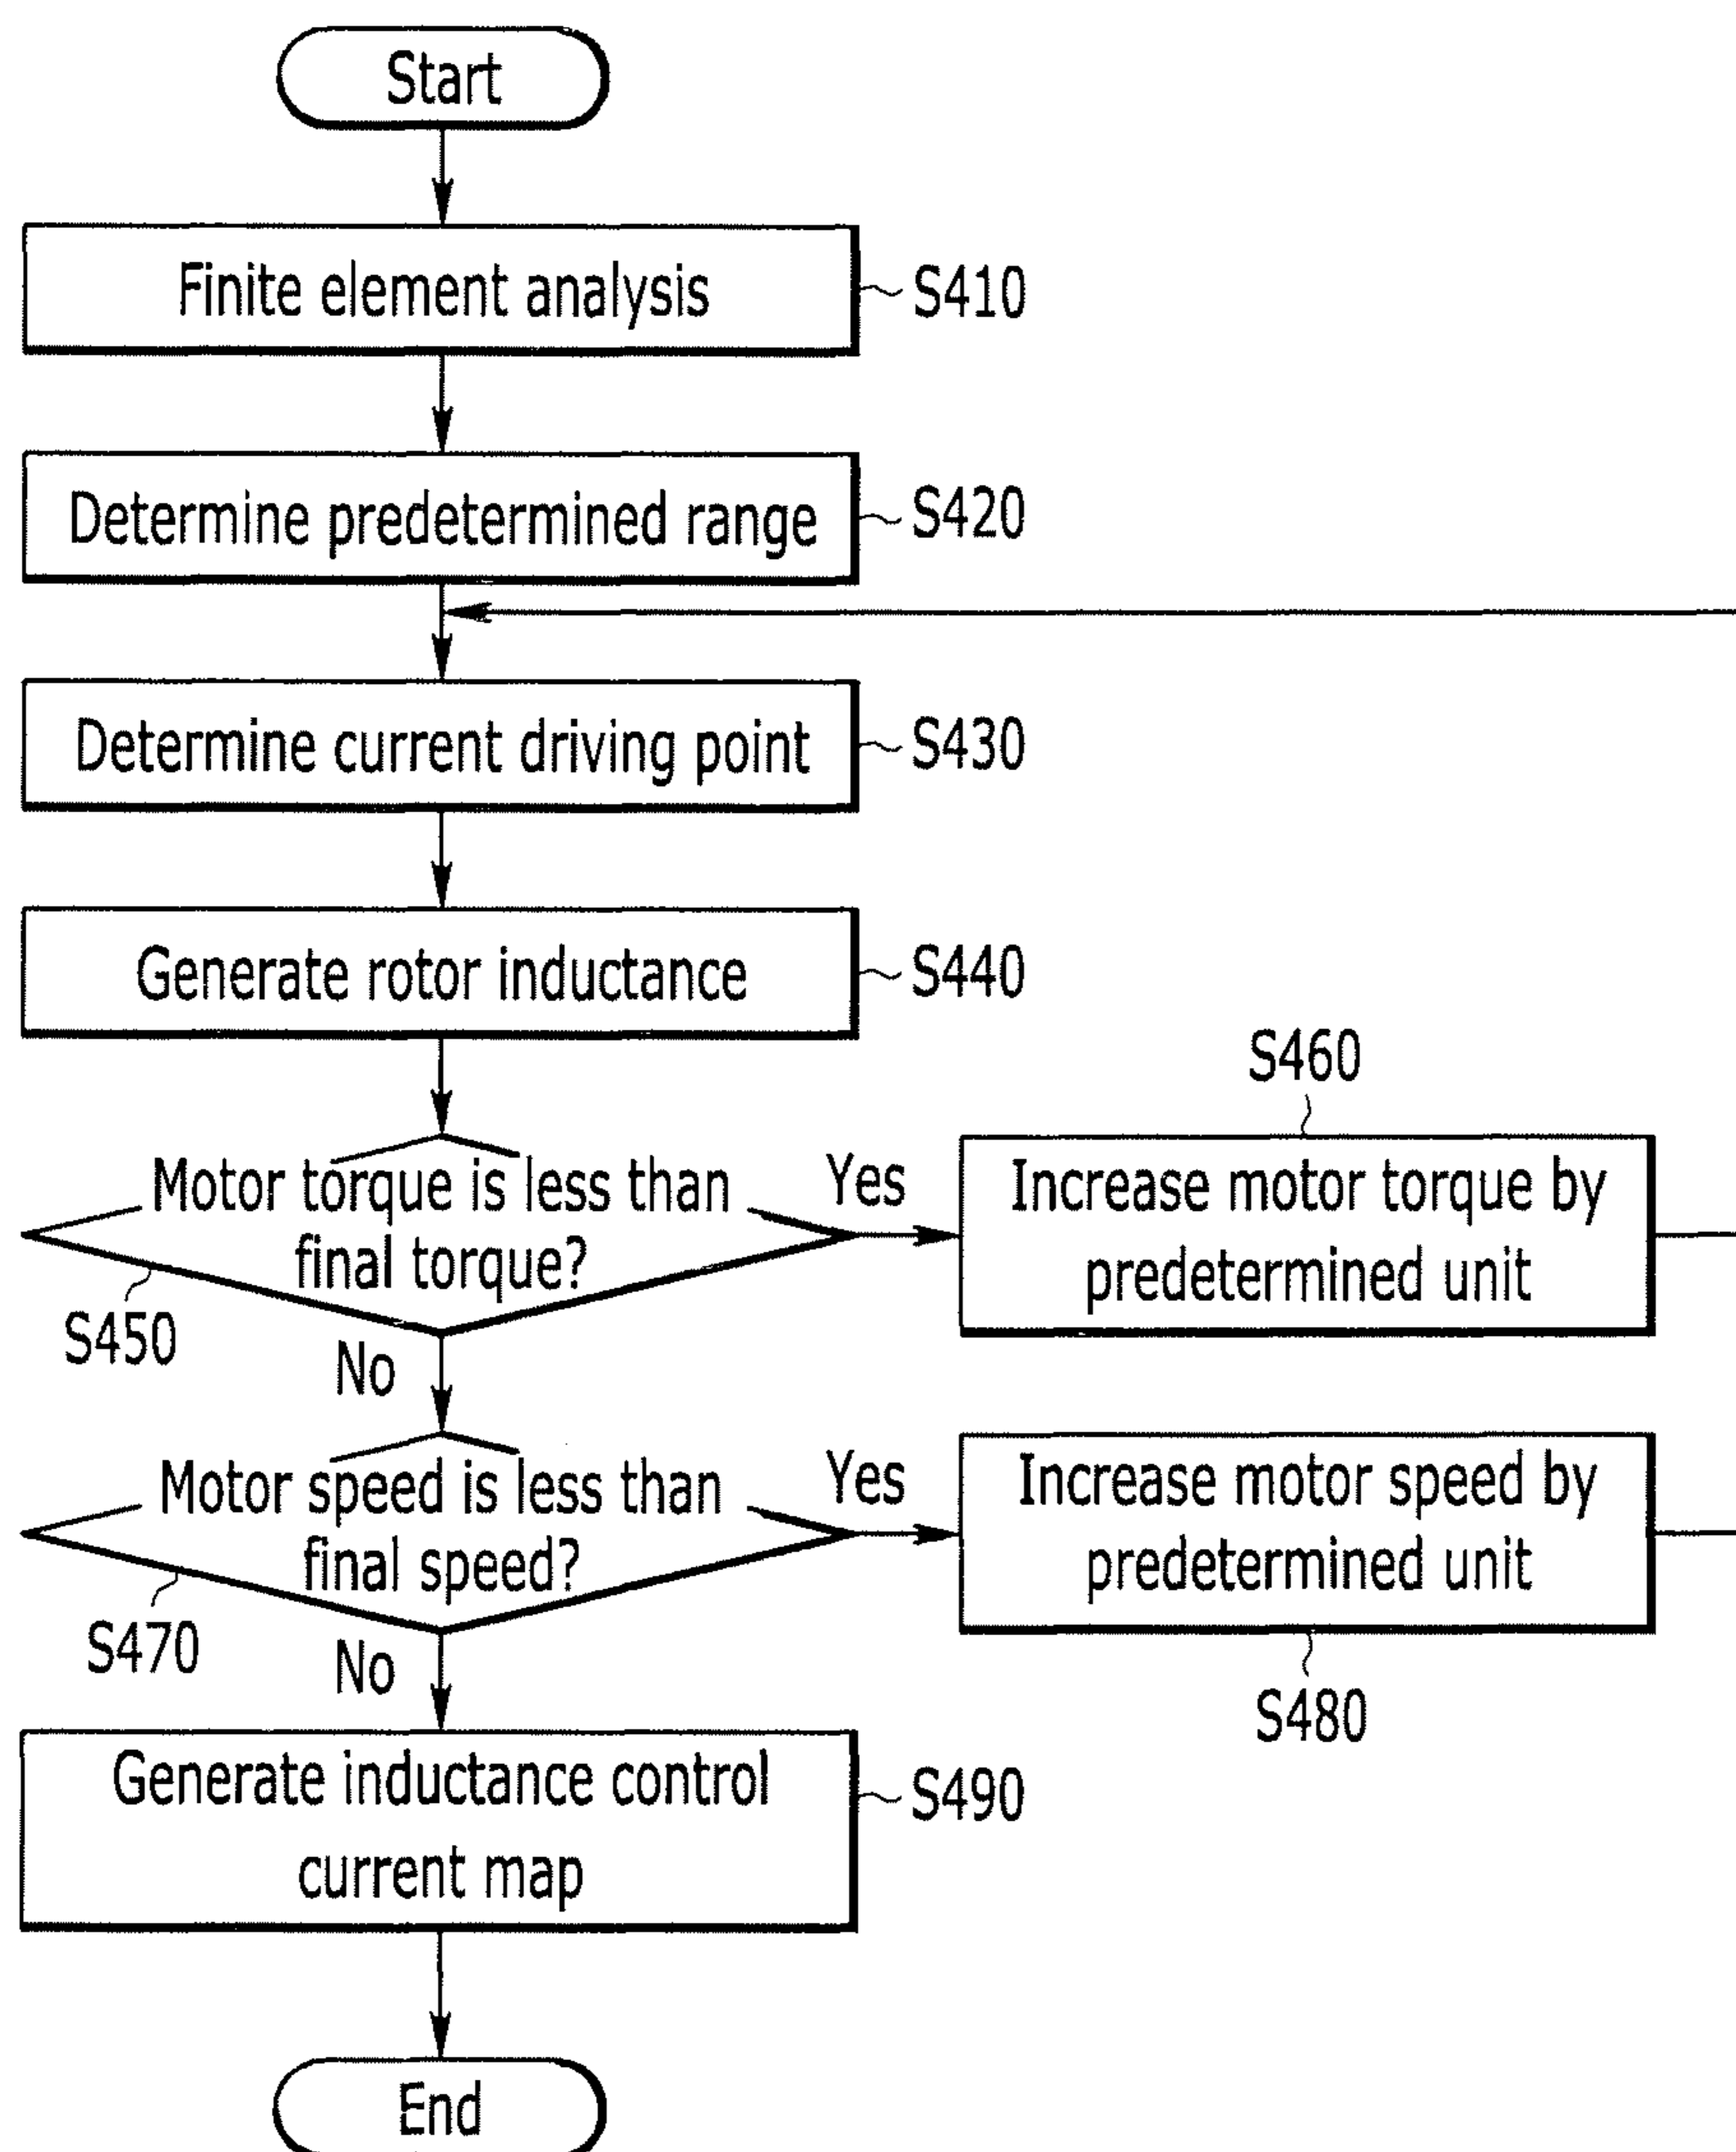 Start
Finite element analysis
S410
Determine predetermined range
S420
Determine current driving point
S430
Generate rotor inductance
S440
S460
Motor torque is less than
final torque?
Yes
Increase motor torque by
predetermined unit
S450
No
Motor speed is less than
final speed?
Yes
Increase motor speed by
predetermined unit
S470
No
S480
Generate inductance control
current map
S490
End